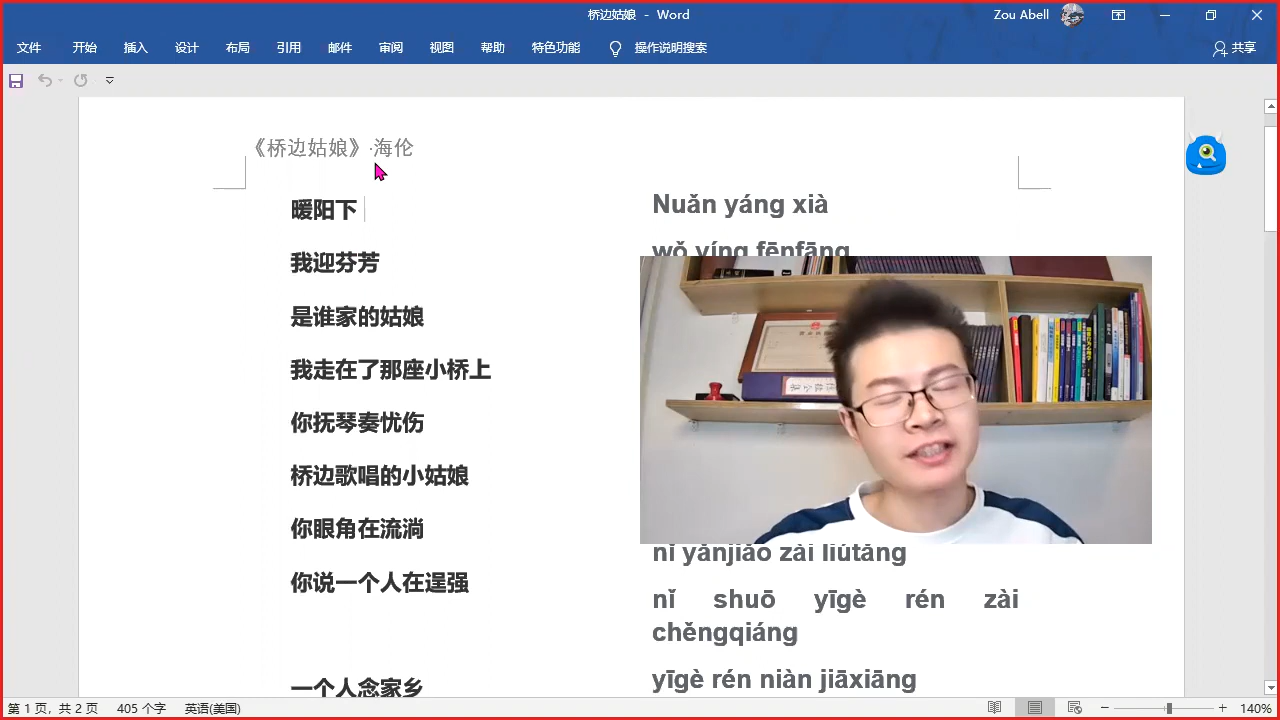 桥边姑娘 - Word
Zou Abell
文件 开始 插入 设计 布局 引用 邮件 审阅 视图 帮助 特色功能 操作说明搜索 共享
《桥边姑娘》·海伦
暖阳下
我迎芬芳
是谁家的姑娘
我走在了那座小桥上
你抚琴奏忧伤
桥边歌唱的小姑娘
你眼角在流淌
你说一个人在逞强
一个人念家乡
Nuǎn yáng xià
wǒ yíng fēnfāng
nǐ yǎnjiǎo zài liútāng
nǐ shuō yīgè rén zài
chěngqiáng
yīgè rén niàn jiāxiāng
第 1 页，共 2 页 405 个字 英语(美国)
140%